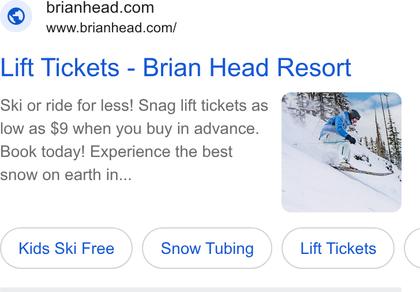 brianhead.com
www.brianhead.com/
Lift Tickets - Brian Head Resort
Ski or ride for less! Snag lift tickets as
low as $9 when you buy in advance.
Book today! Experience the best
snow on earth in...
Kids Ski Free
Snow Tubing
Lift Tickets